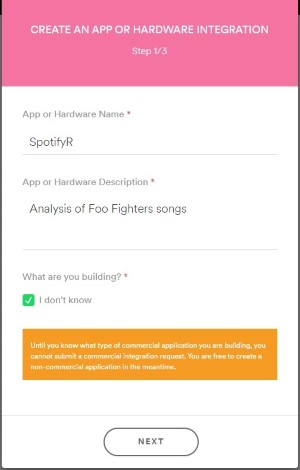 CREATE AN APP OR HARDWARE INTEGRATION
Step 1/3
App or Hardware Name *
SpotifyR
App or Hardware Description *
Analysis of Foo Fighters songs
What are you building? *
I don't know
Until you know what type of commercial application you are building, you
cannot submit a commercial integration request. You are free to create a
non-commercial application in the meantime.
NEXT